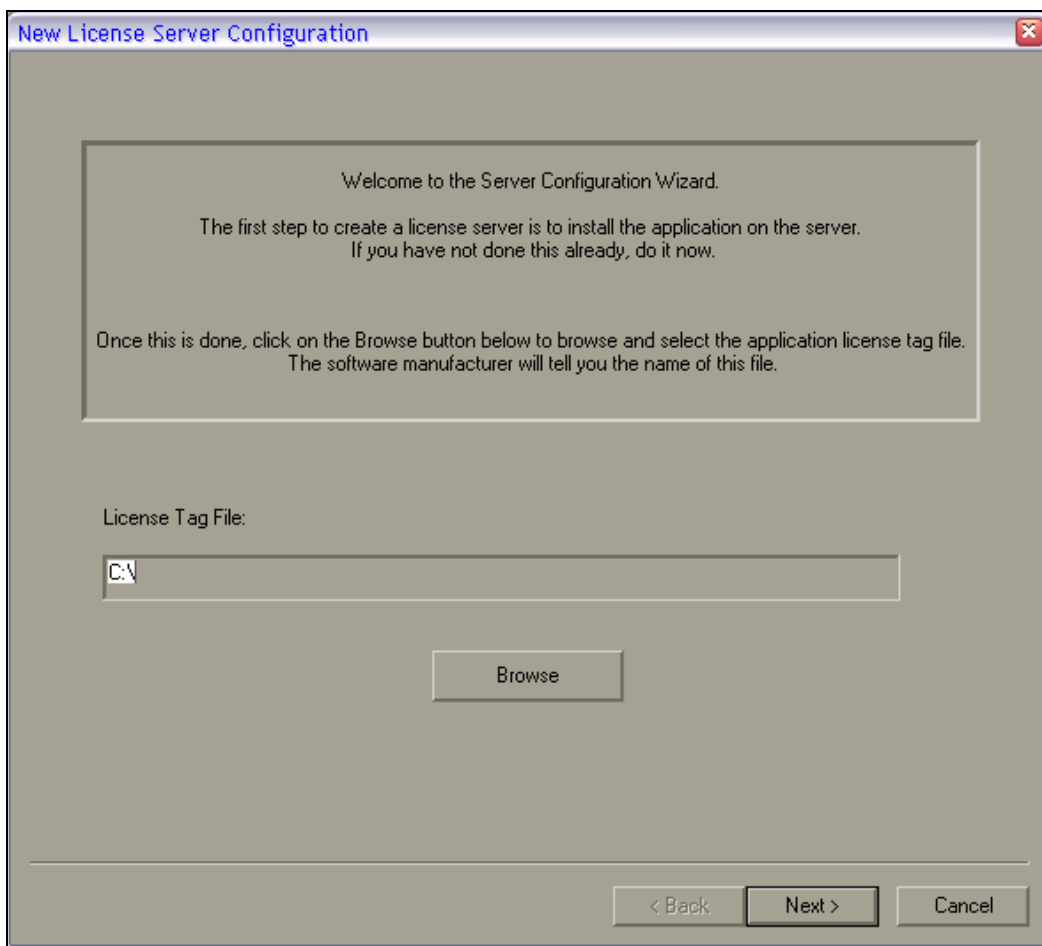 New License Server Configuration
Welcome to the Server Configuration Wizard.
The first step to create a license server is to install the application on the server.
If you have not done this already, do it now.
Once this is done, click on the Browse button below to browse and select the application license tag file.
The software manufacturer will tell you the name of this file.
License Tag File:
C:\
Browse
< Back
Next >
Cancel